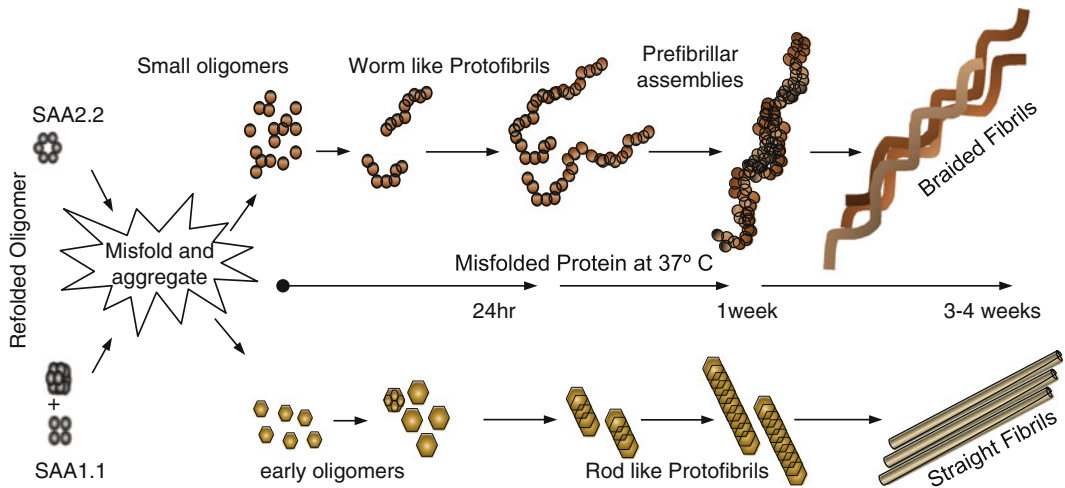 Small oligomers
Worm like Protofibrils
Prefibrillar
assemblies
SAA2.2
Braided Fibrils
Refolded Oligomer
Misfold and
aggregate
Misfolded Protein at 37º C
24hr
1week
3-4 weeks
+
SAA1.1
early oligomers
Rod like Protofibrils
Straight Fibrils